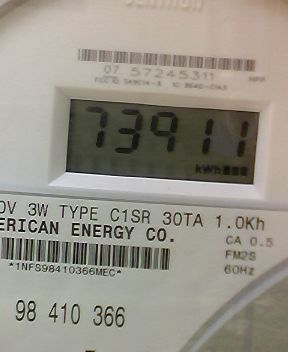 07 57245311
73911
kWh
0V 3W TYPE C1SR 30TA 1.0Kh
ERICAN ENERGY CO.
CA 0.5
FM2S
*1NFS98410366MEC*
60Hz
98 410 366